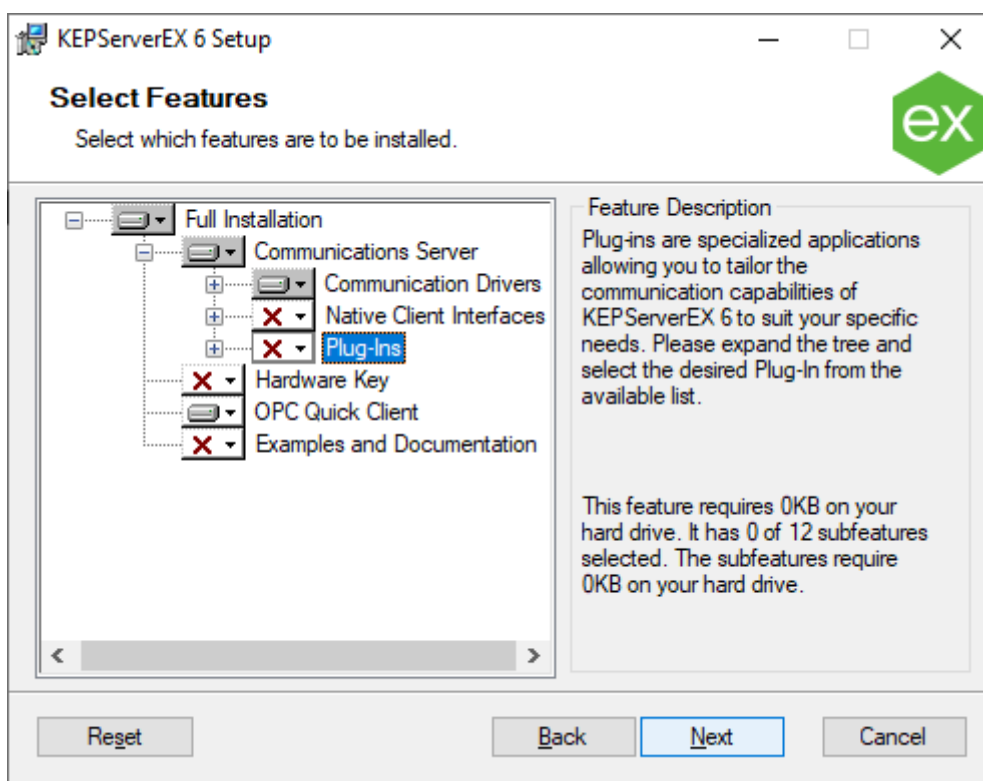 KEPServerEX 6 Setup
Select Features
Select which features are to be installed.
ex
Full Installation
Communications Server
Communication Drivers
Native Client Interfaces
Plug-Ins
Hardware Key
OPC Quick Client
Examples and Documentation
Feature Description
Plug-ins are specialized applications
allowing you to tailor the
communication capabilities of
KEPServerEX 6 to suit your specific
needs. Please expand the tree and
select the desired Plug-In from the
available list.
This feature requires 0KB on your
hard drive. It has 0 of 12 subfeatures
selected. The subfeatures require
0KB on your hard drive.
Reset
Back
Next
Cancel